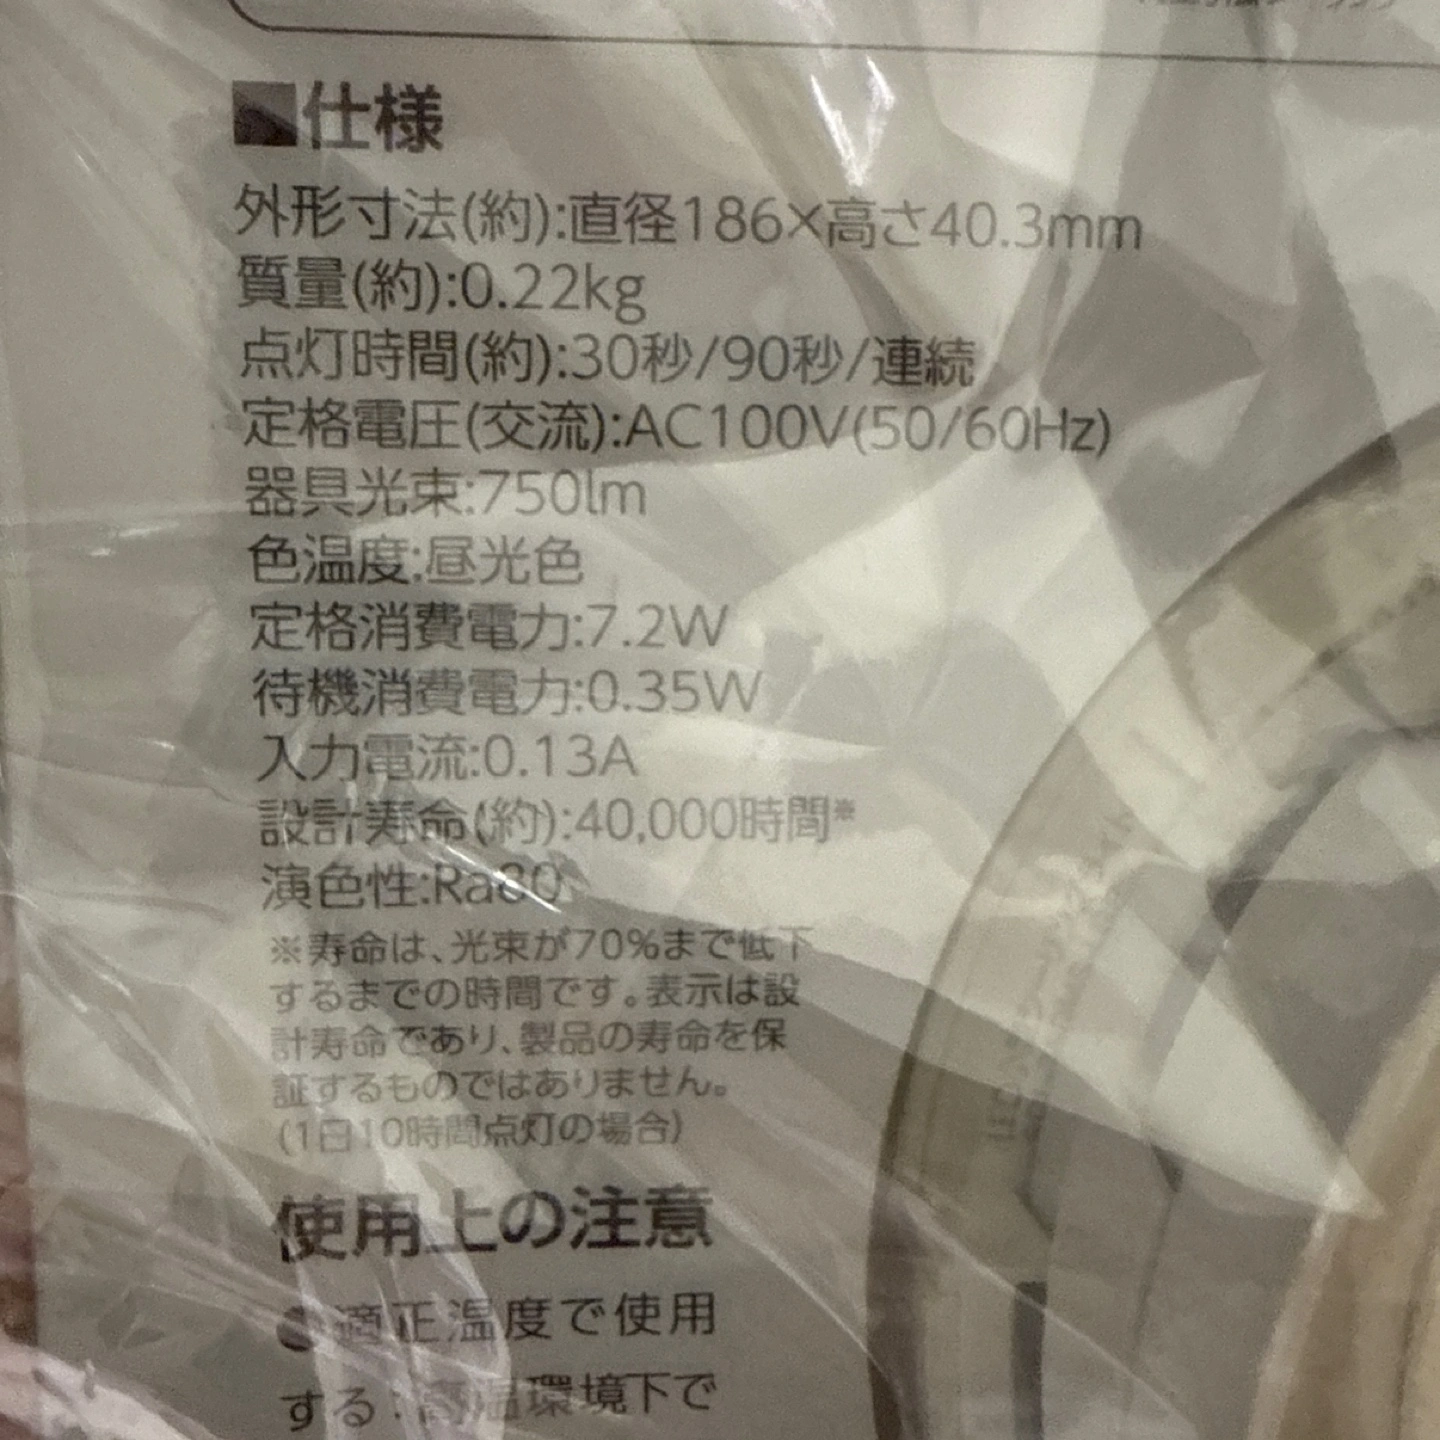 ■仕様
外形寸法(約):直径186×高さ40.3mm
質量(約):0.22kg
点灯時間(約):30秒/90秒/連続
定格電圧(交流):AC100V(50/60Hz)
器具光束:750lm
色温度:昼光色
定格消費電力:7.2W
待機消費電力:0.35W
入力電流:0.13A
設計寿命(約):40,000時間※
演色性:Ra80
※寿命は、光束が70%まで低下
するまでの時間です。表示は設
計寿命であり、製品の寿命を保
証するものではありません。
(1日10時間点灯の場合)
使用上の注意
●適正温度で使用
する:高温環境下で